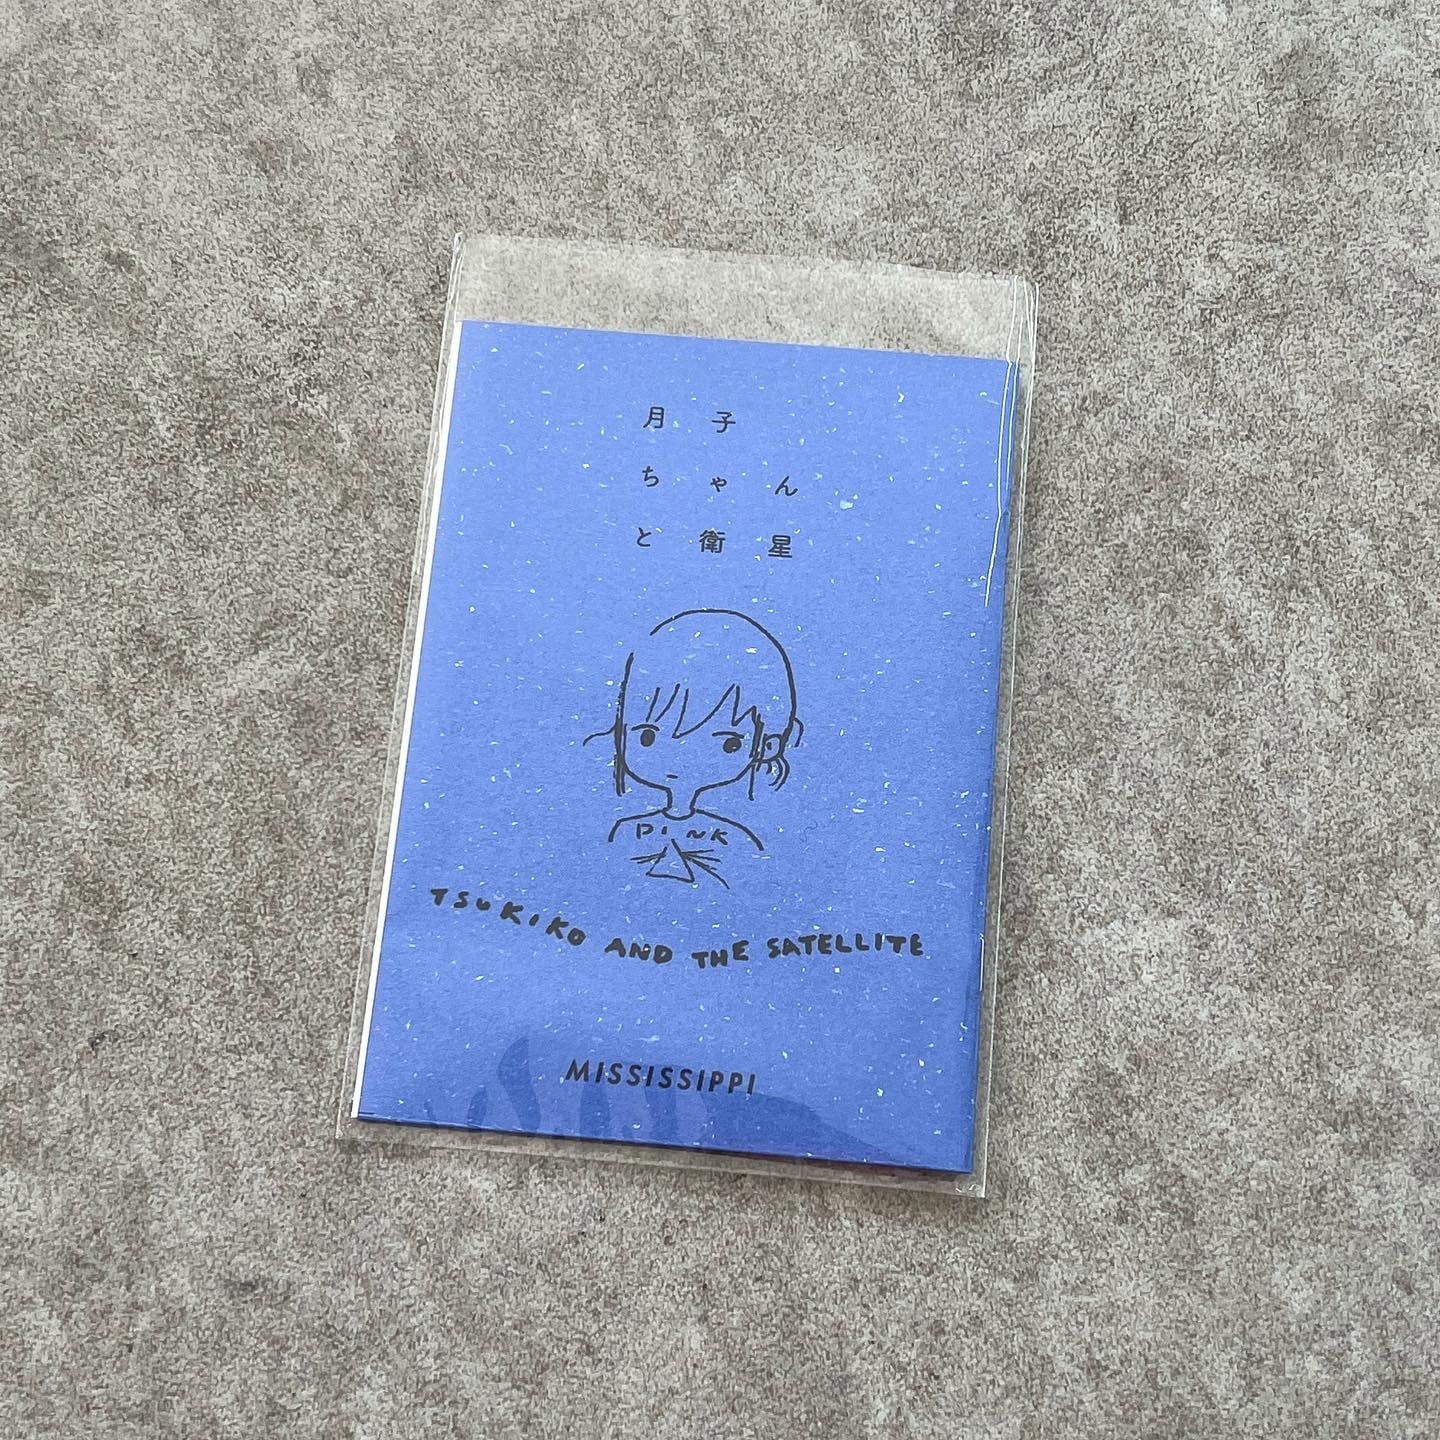 月子
ちゃん
と衛星
PINK
TSUKIKO AND THE SATELLITE
MISSISSIPPI